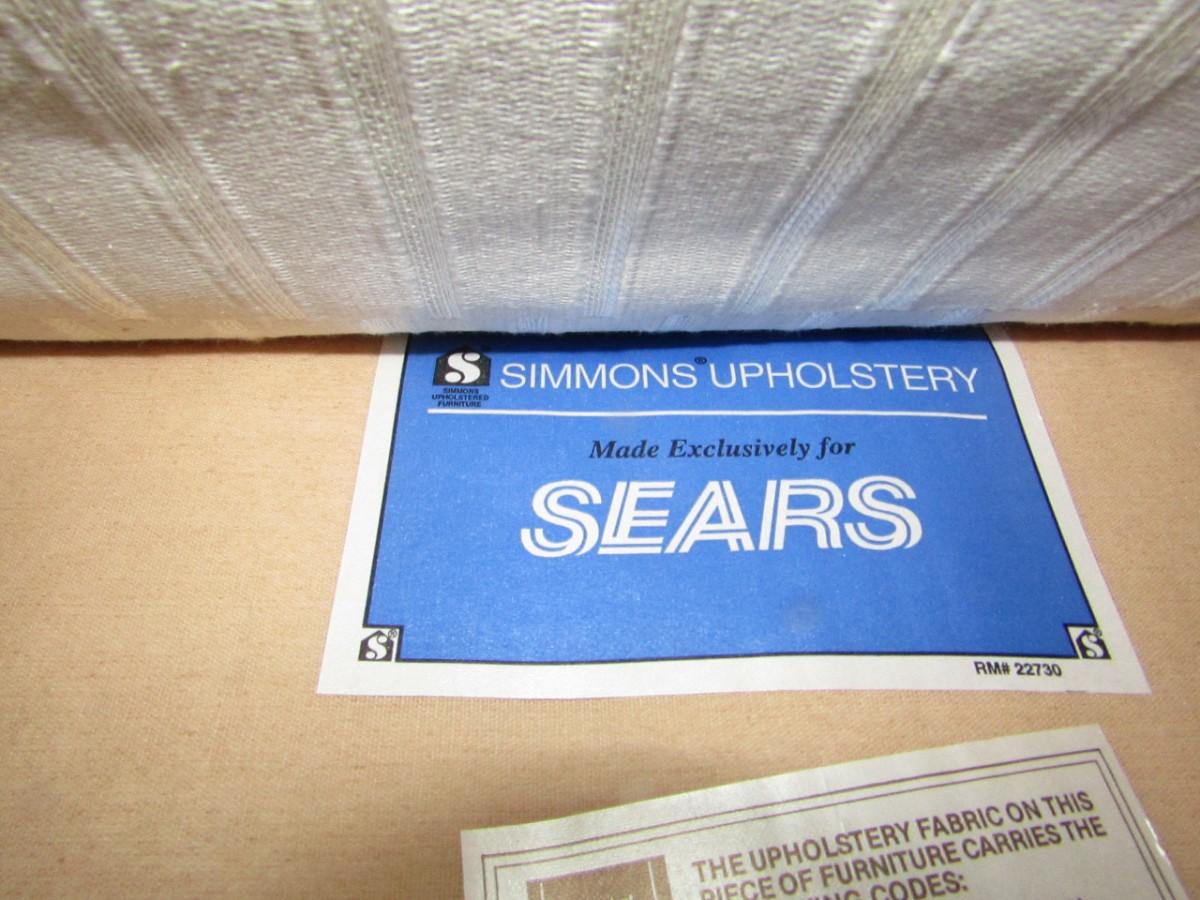 SIMMONS® UPHOLSTERY
S
SIMMONS
UPHOLSTERED
FURNITURE
Made Exclusively for
SEARS
S®
S®
RM# 22730
THE UPHOLSTERY FABRIC ON THIS
PIECE OF FURNITURE CARRIES THE
CODES: